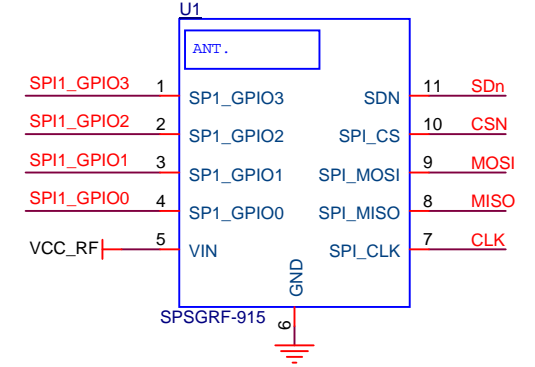 U1
ANT.
SPI1_GPIO3 1 SP1_GPIO3 SDN 11 SDn
SPI1_GPIO2 2 SP1_GPIO2 SPI_CS 10 CSN
SPI1_GPIO1 3 SP1_GPIO1 SPI_MOSI 9 MOSI
SPI1_GPIO0 4 SP1_GPIO0 SPI_MISO 8 MISO
VCC_RF 5 VIN SPI_CLK 7 CLK
GND
SPSGRF-915 6